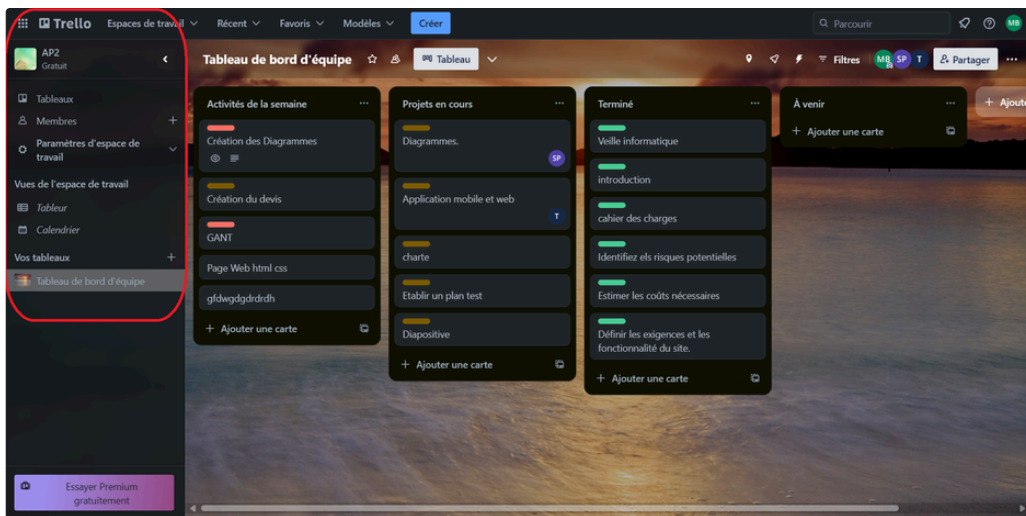 Trello Espaces de travail Récent Favoris Modèles Créer Parcourir MB
AP2
Gratuit
Tableaux
Membres
Paramètres d'espace de
travail
Vues de l'espace de travail
Tableur
Calendrier
Vos tableaux
Tableau de bord d'équipe
Essayer Premium
gratuitement
Tableau de bord d'équipe Tableau Filtres MB SP T Partager
Activités de la semaine
Création des Diagrammes
Création du devis
GANT
Page Web html css
gfdwgdgdrdrdh
Ajouter une carte
Projets en cours
Diagrammes.
SP
Application mobile et web
T
charte
Etablir un plan test
Diapositive
Ajouter une carte
Terminé
Veille informatique
introduction
cahier des charges
Identifiez els risques potentielles
Estimer les coûts nécessaires
Définir les exigences et les
fonctionnalité du site.
Ajouter une carte
À venir
Ajouter une carte
Ajoute